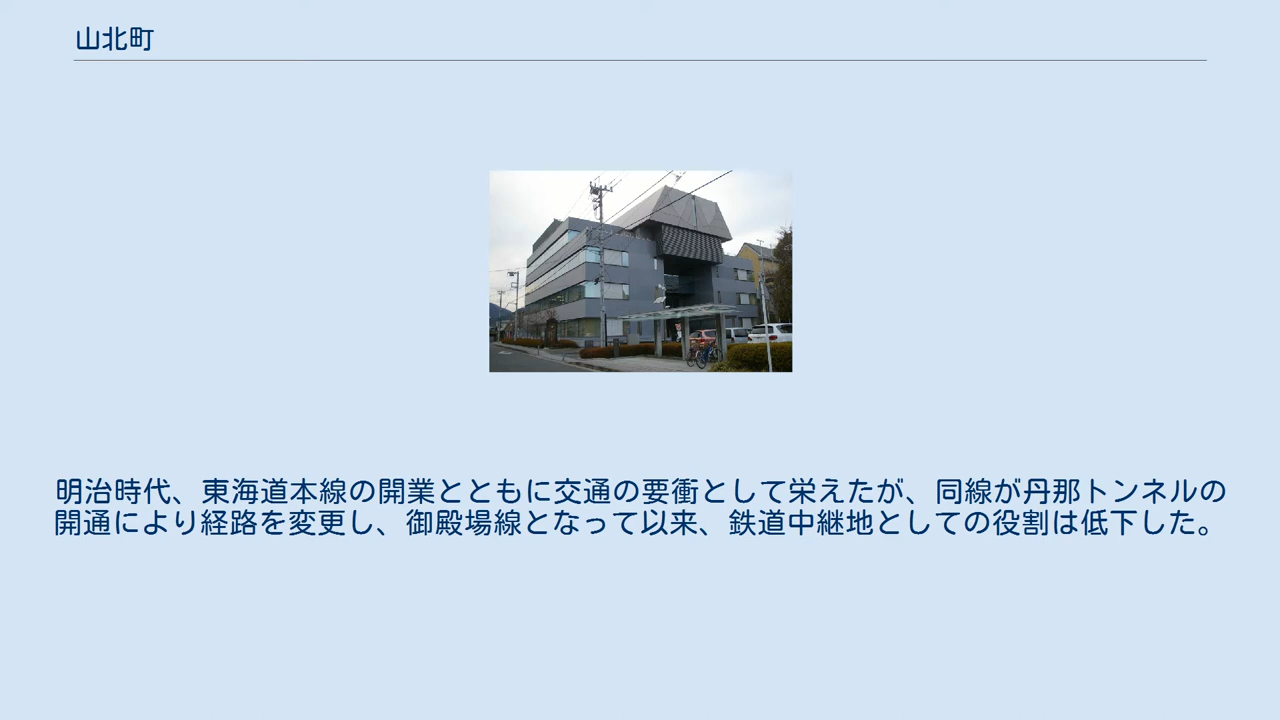 山北町
明治時代、東海道本線の開業とともに交通の要衝として栄えたが、同線が丹那トンネルの
開通により経路を変更し、御殿場線となって以来、鉄道中継地としての役割は低下した。